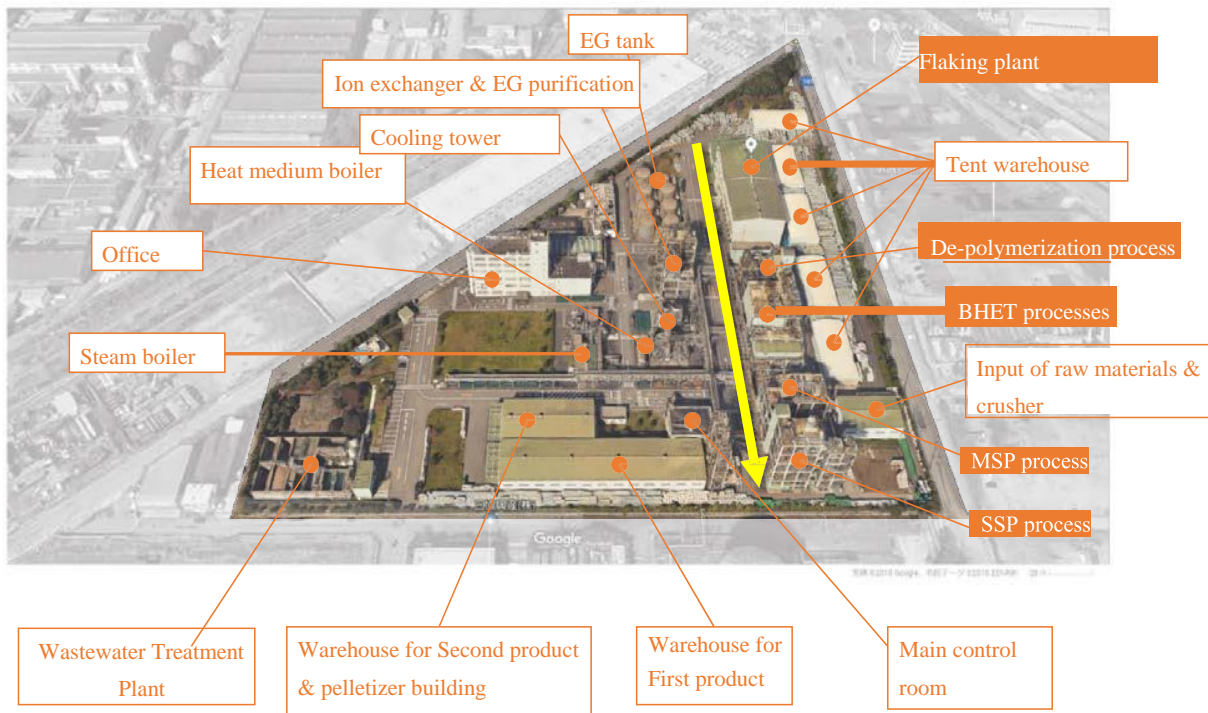 EG tank
Flaking plant
Ion exchanger & EG purification
Cooling tower
Heat medium boiler
Tent warehouse
Office
De-polymerization process
BHET processes
Steam boiler
Input of raw materials &
crusher
MSP process
SSP process
Google
Wastewater Treatment
Plant
Warehouse for Second product
& pelletizer building
Warehouse for
First product
Main control
room